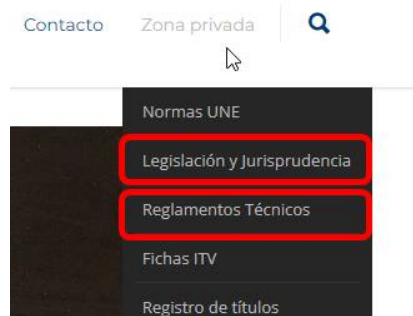 Contacto Zona privada
Normas UNE
Legislación y Jurisprudencia
Reglamentos Técnicos
Fichas ITV
Registro de títulos